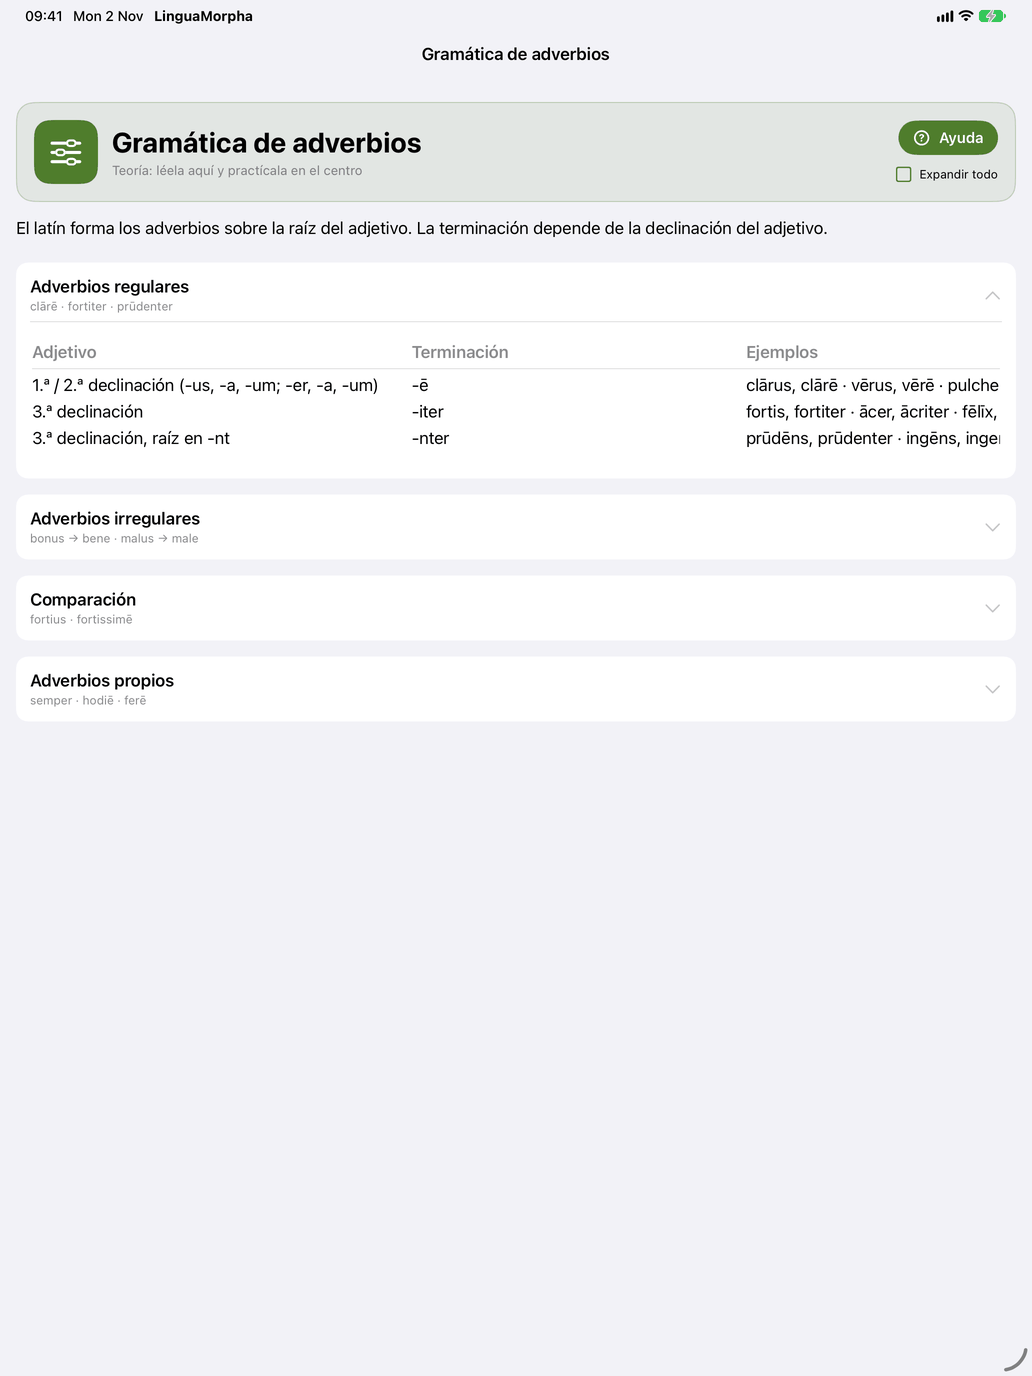 09:41 Mon 2 Nov LinguaMorpha
Gramática de adverbios
Gramática de adverbios
Teoría: léela aquí y practícala en el centro
Ayuda
Expandir todo
El latín forma los adverbios sobre la raíz del adjetivo. La terminación depende de la declinación del adjetivo.
Adverbios regulares
clārē · fortiter · prūdenter
Adjetivo Terminación Ejemplos
1.ª / 2.ª declinación (-us, -a, -um; -er, -a, -um) -ē clārus, clārē · vērus, vērē · pulche
3.ª declinación -iter fortis, fortiter · ācer, ācriter · fēlīx,
3.ª declinación, raíz en -nt -nter prūdēns, prūdenter · ingēns,
Adverbios irregulares
bonus → bene · malus → male
Comparación
fortius · fortissimē
Adverbios propios
semper · hodiē · ferē